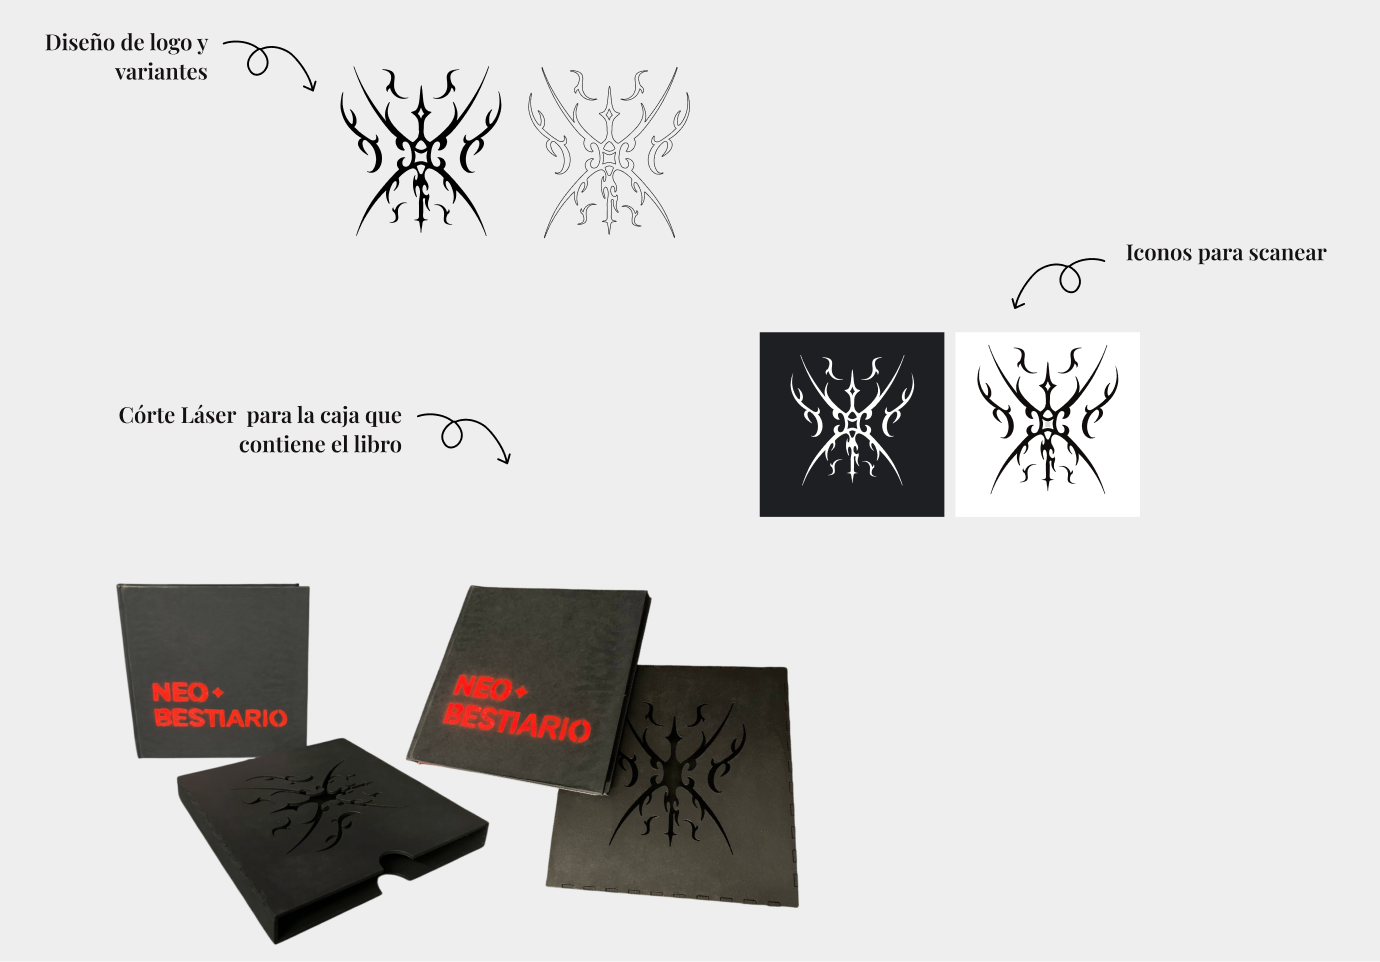 Diseño de logo y
variantes
Iconos para scanear
Córte Láser para la caja que
contiene el libro
NEO
BESTIARIO
NEO
BESTIARIO